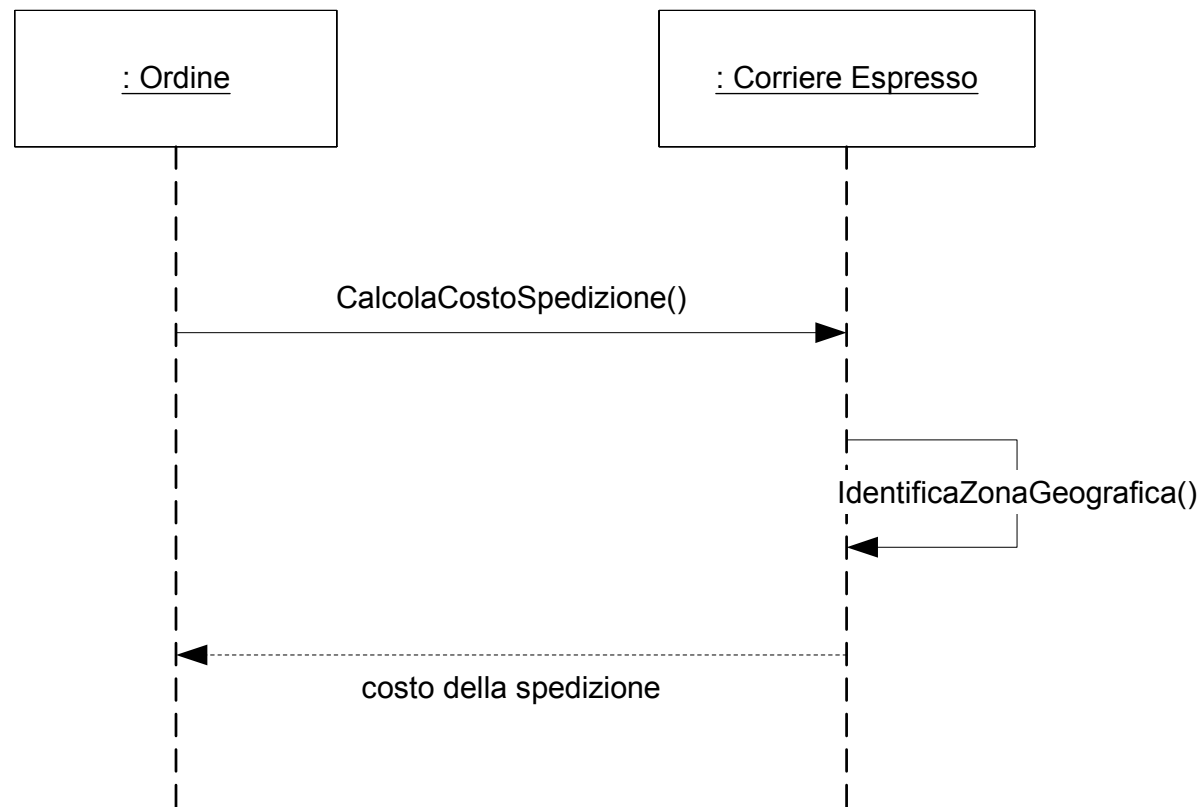 : Ordine
: Corriere Espresso
CalcolaCostoSpedizione()
IdentificaZonaGeografica()
costo della spedizione